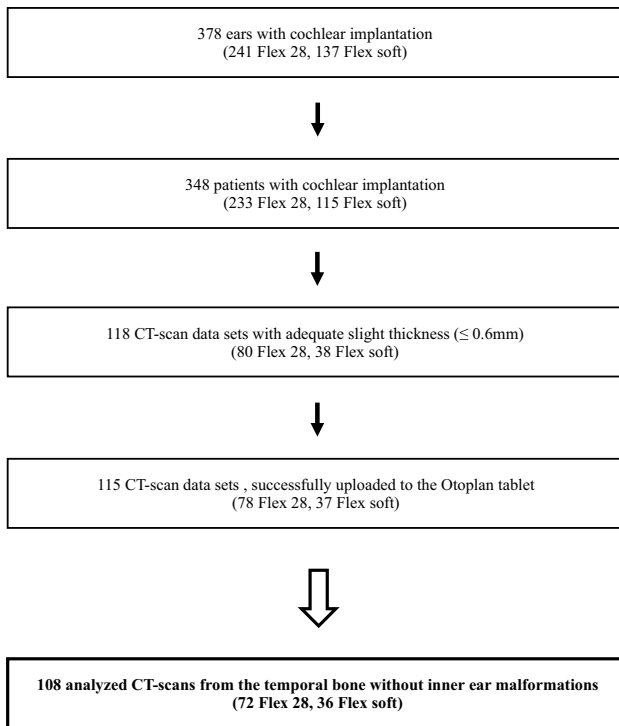 378 ears with cochlear implantation
(241 Flex 28, 137 Flex soft)
348 patients with cochlear implantation
(233 Flex 28, 115 Flex soft)
118 CT-scan data sets with adequate slight thickness (≤ 0.6mm)
(80 Flex 28, 38 Flex soft)
115 CT-scan data sets , successfully uploaded to the Otoplan tablet
(78 Flex 28, 37 Flex soft)
108 analyzed CT-scans from the temporal bone without inner ear malformations
(72 Flex 28, 36 Flex soft)